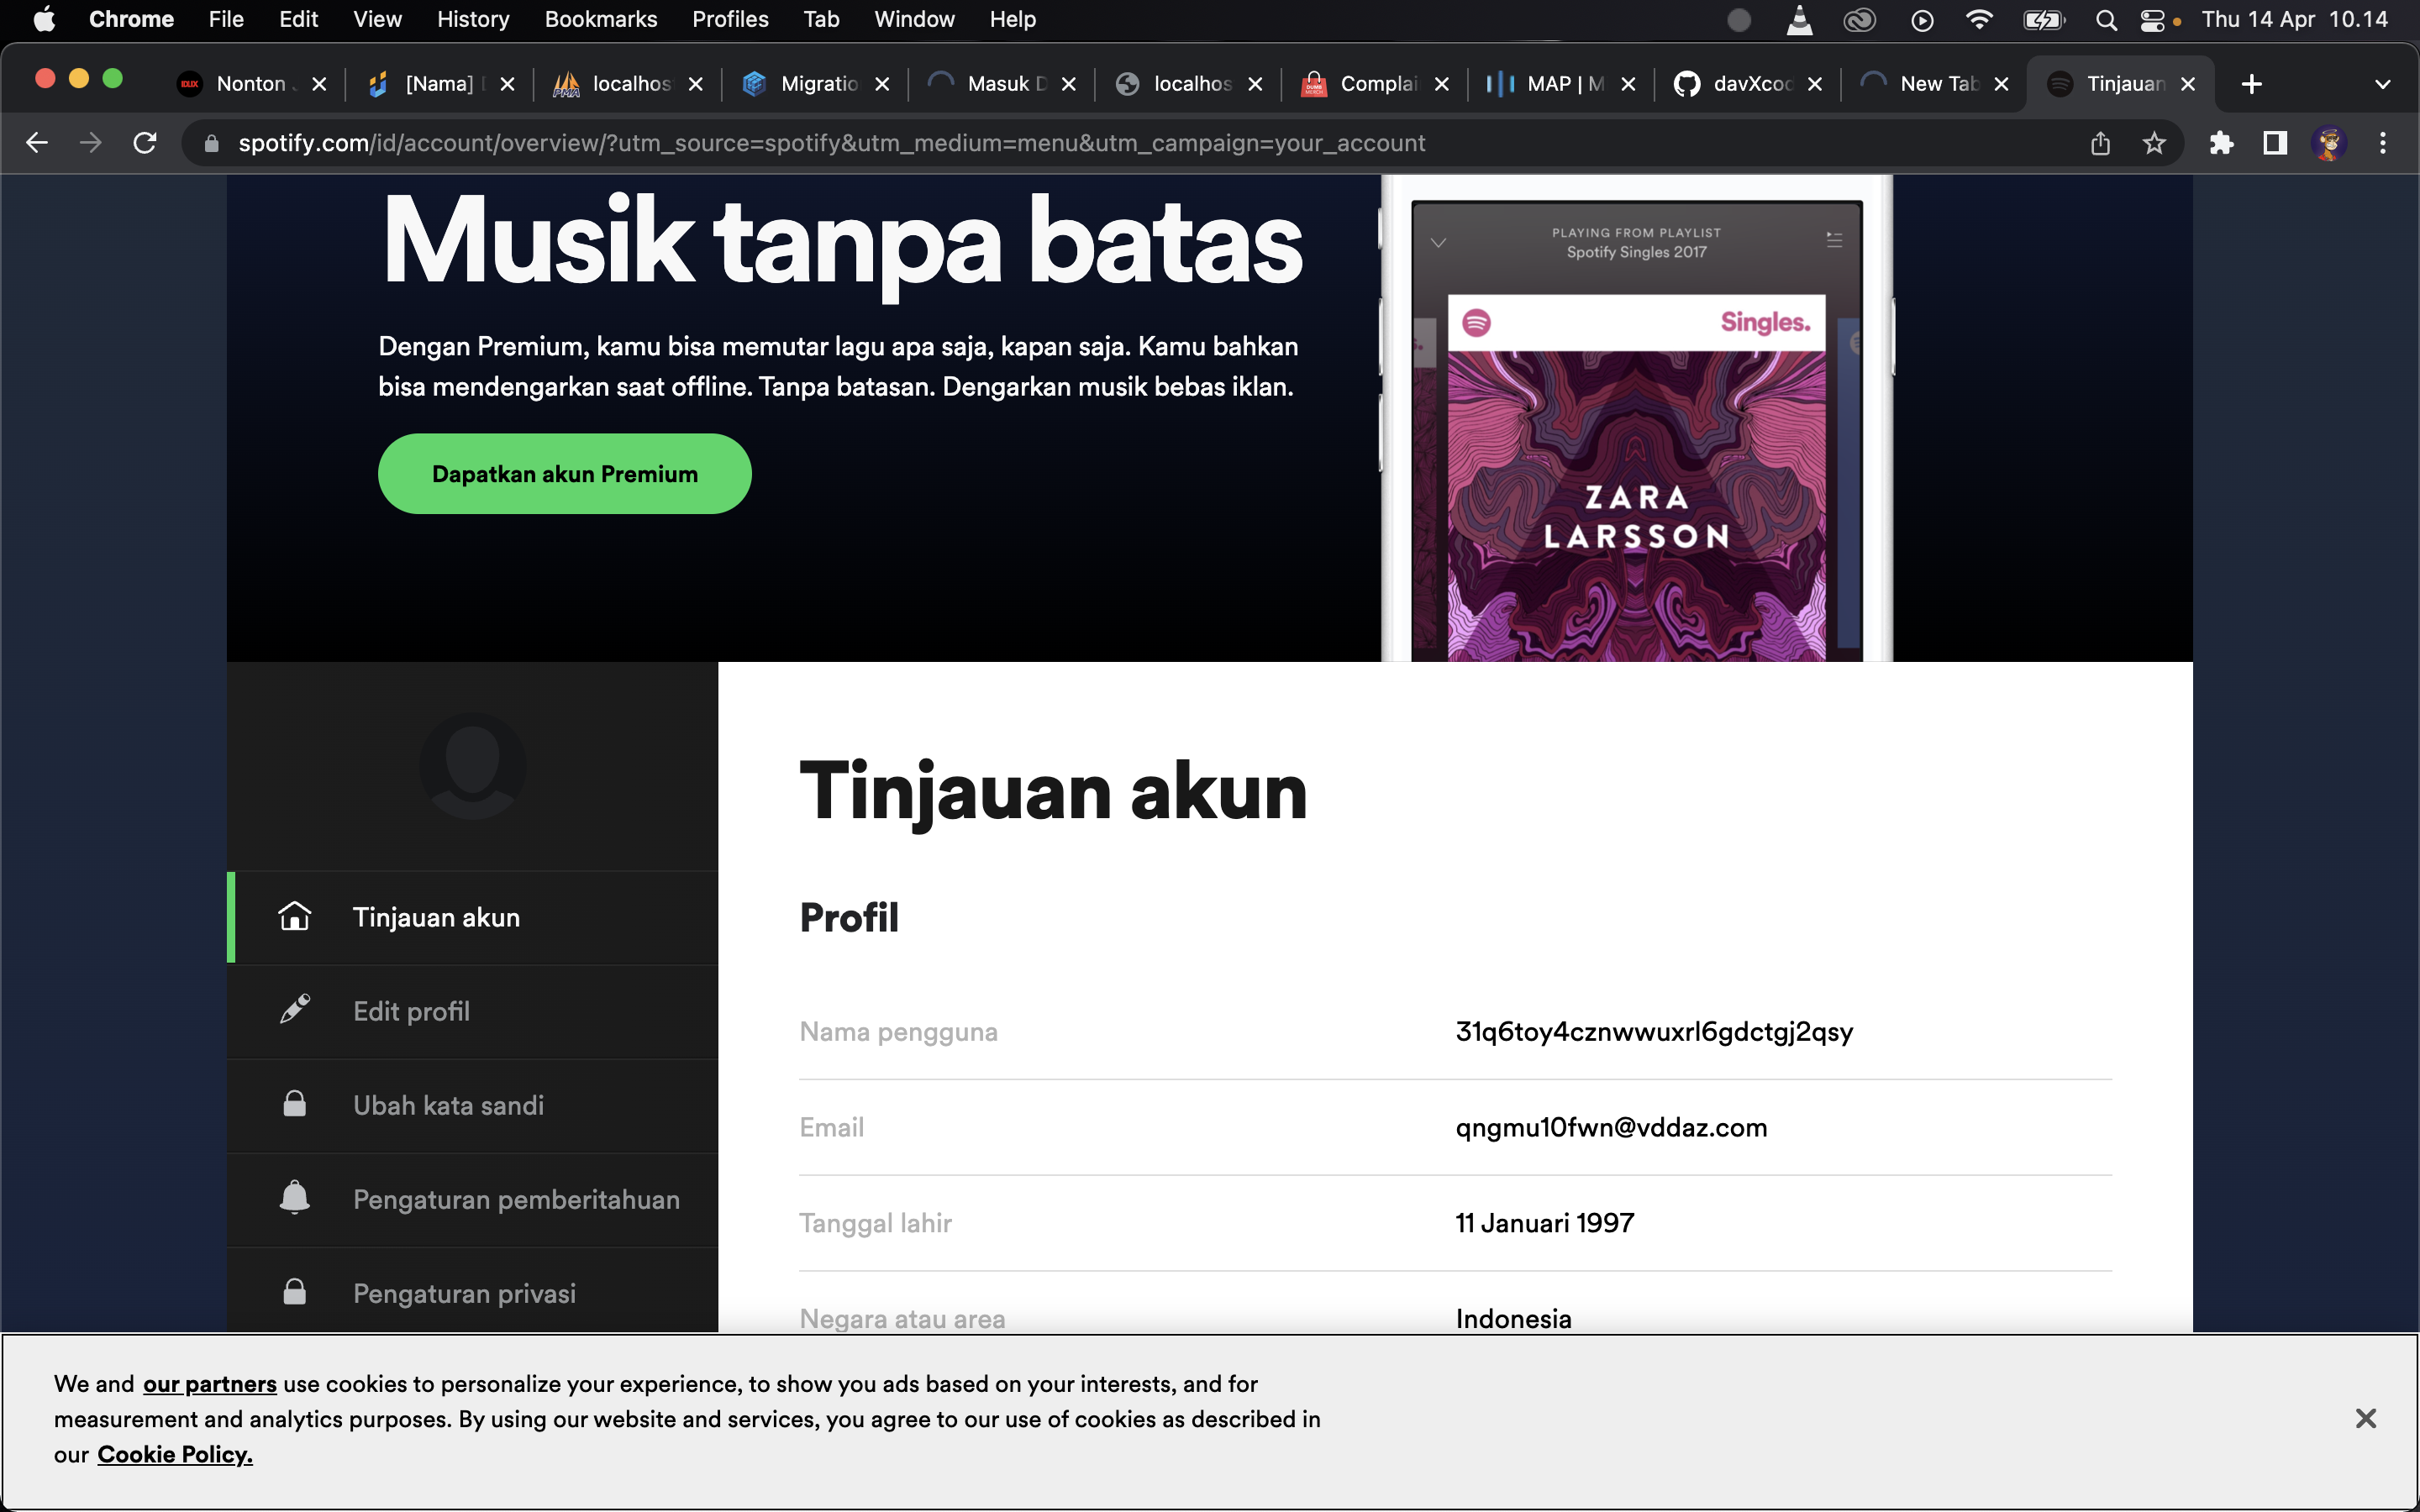 Chrome File Edit View History Bookmarks Profiles Tab Window Help Thu 14 Apr 10.14
Nonton [Nama] localhos Migratio Masuk D localhos Complai MAP | M davXcod New Tab Tinjauan
spotify.com/id/account/overview/?utm_source=spotify&utm_medium=menu&utm_campaign=your_account
Musik tanpa batas
Dengan Premium, kamu bisa memutar lagu apa saja, kapan saja. Kamu bahkan
bisa mendengarkan saat offline. Tanpa batasan. Dengarkan musik bebas iklan.
Dapatkan akun Premium
PLAYING FROM PLAYLIST
Spotify Singles 2017
Singles.
ZARA
LARSSON
Tinjauan akun
Edit profil
Ubah kata sandi
Pengaturan pemberitahuan
Pengaturan privasi
Tinjauan akun
Profil
Nama pengguna 31q6toy4cznwwuxrl6gdctgj2qsy
Email qngmu10fwn@vddaz.com
Tanggal lahir 11 Januari 1997
Negara atau area Indonesia
We and our partners use cookies to personalize your experience, to show you ads based on your interests, and for
measurement and analytics purposes. By using our website and services, you agree to our use of cookies as described in
our Cookie Policy.